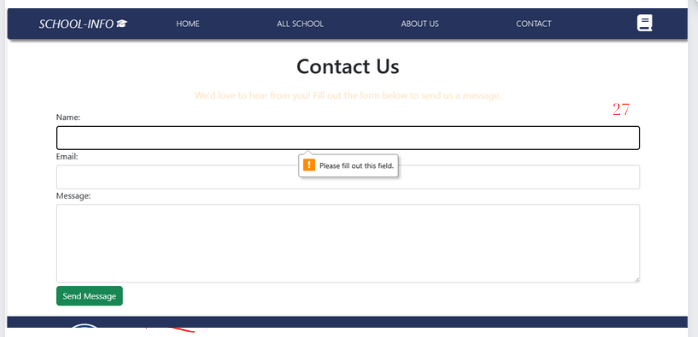 SCHOOL-INFO HOME ALL SCHOOL ABOUT US CONTACT
Contact Us
We'd love to hear from you! Fill out the form below to send us a message.
27
Name:
Please fill out this field.
Email:
Message:
Send Message